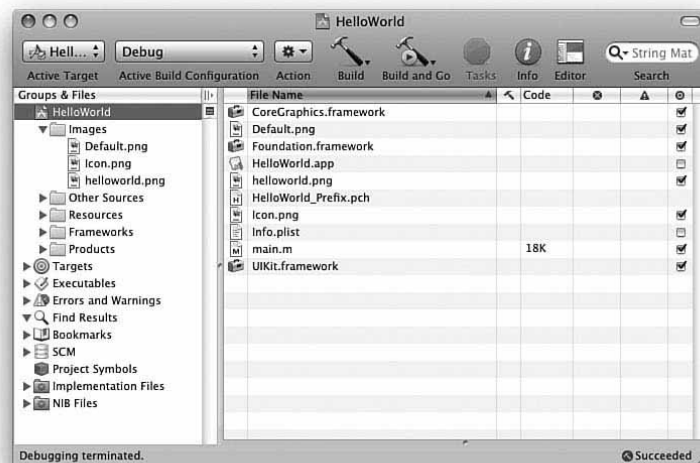 HelloWorld
Hell...
Debug
String Mat
Active Target
Active Build Configuration
Action
Build
Build and Go
Tasks
Info
Editor
Search
Groups & Files
File Name
Code
HelloWorld
Images
Default.png
Icon.png
helloworld.png
Other Sources
Resources
Frameworks
Products
Targets
Executables
Errors and Warnings
Find Results
Bookmarks
SCM
Project Symbols
Implementation Files
NIB Files
CoreGraphics.framework
Default.png
Foundation.framework
HelloWorld.app
helloworld.png
HelloWorld_Prefix.pch
Icon.png
Info.plist
main.m 18K
UIKit.framework
Debugging terminated.
Succeeded